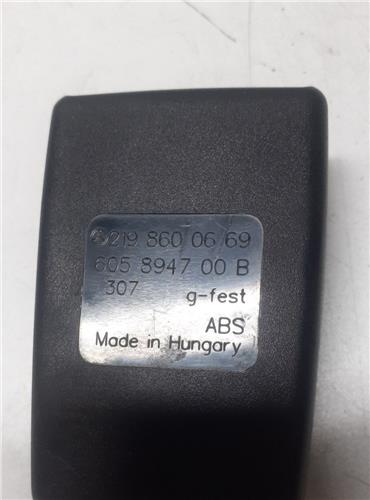 219 860 06 69
605 8947 00 B
307 g-fest
ABS
Made in Hungary